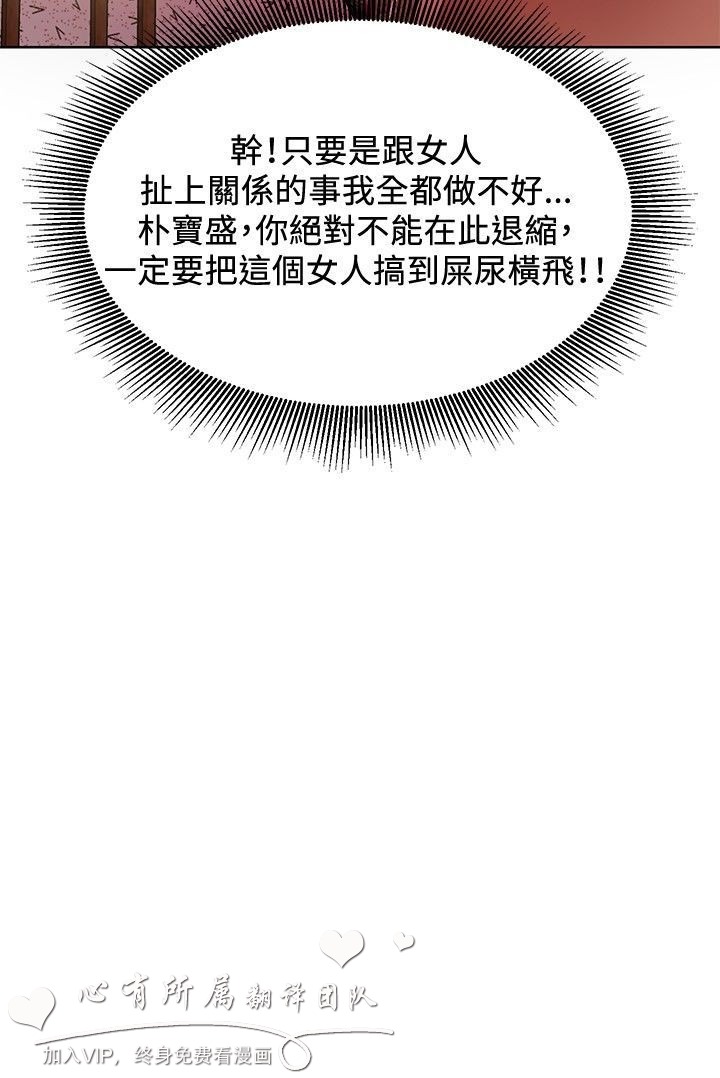 幹!只要是跟女人
扯上關係的事我全都做不好...
朴寶盛,你絕對不能在此退縮,
一定要把這個女人搞到屎尿橫飛!!
心有所属翻译团队
加入VIP，终身免费看漫画